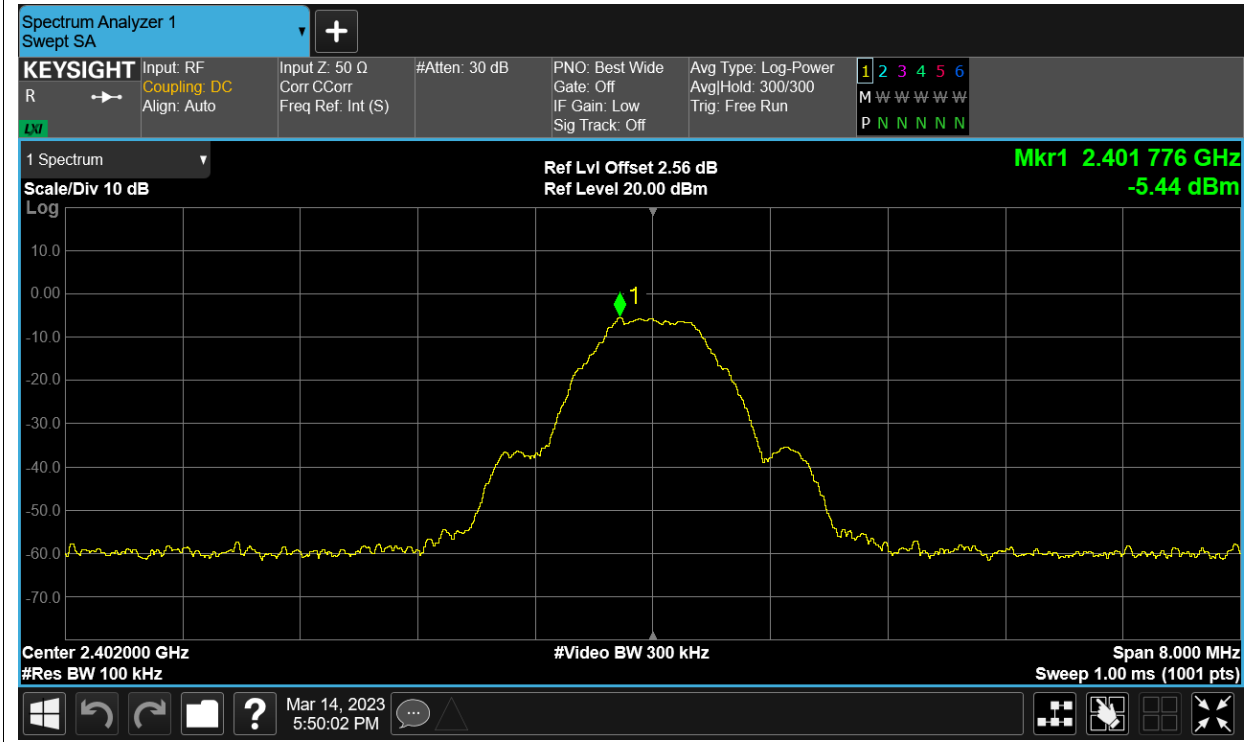 Spectrum Analyzer 1
Swept SA
KEYSIGHT
R
LXI
Input: RF
Coupling: DC
Align: Auto
Input Z: 50 Ω
Corr CCorr
Freq Ref: Int (S)
#Atten: 30 dB
PNO: Best Wide
Gate: Off
IF Gain: Low
Sig Track: Off
Avg Type: Log-Power
Avg|Hold: 300/300
Trig: Free Run
1 2 3 4 5 6
M W W W W W
P N N N N N
1 Spectrum
Scale/Div 10 dB
Log
Ref Lvl Offset 2.56 dB
Ref Level 20.00 dBm
Mkr1 2.401 776 GHz
-5.44 dBm
10.0
0.00
-10.0
-20.0
-30.0
-40.0
-50.0
-60.0
-70.0
1
Center 2.402000 GHz
#Video BW 300 kHz
Span 8.000 MHz
#Res BW 100 kHz
Sweep 1.00 ms (1001 pts)
?
Mar 14, 2023
5:50:02 PM